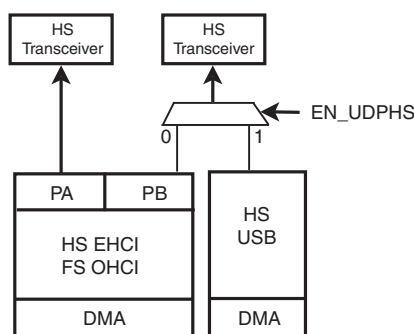 HS
Transceiver
HS
Transceiver
EN_UDPHS
0
1
PA
PB
HS
USB
HS EHCI
FS OHCI
DMA
DMA